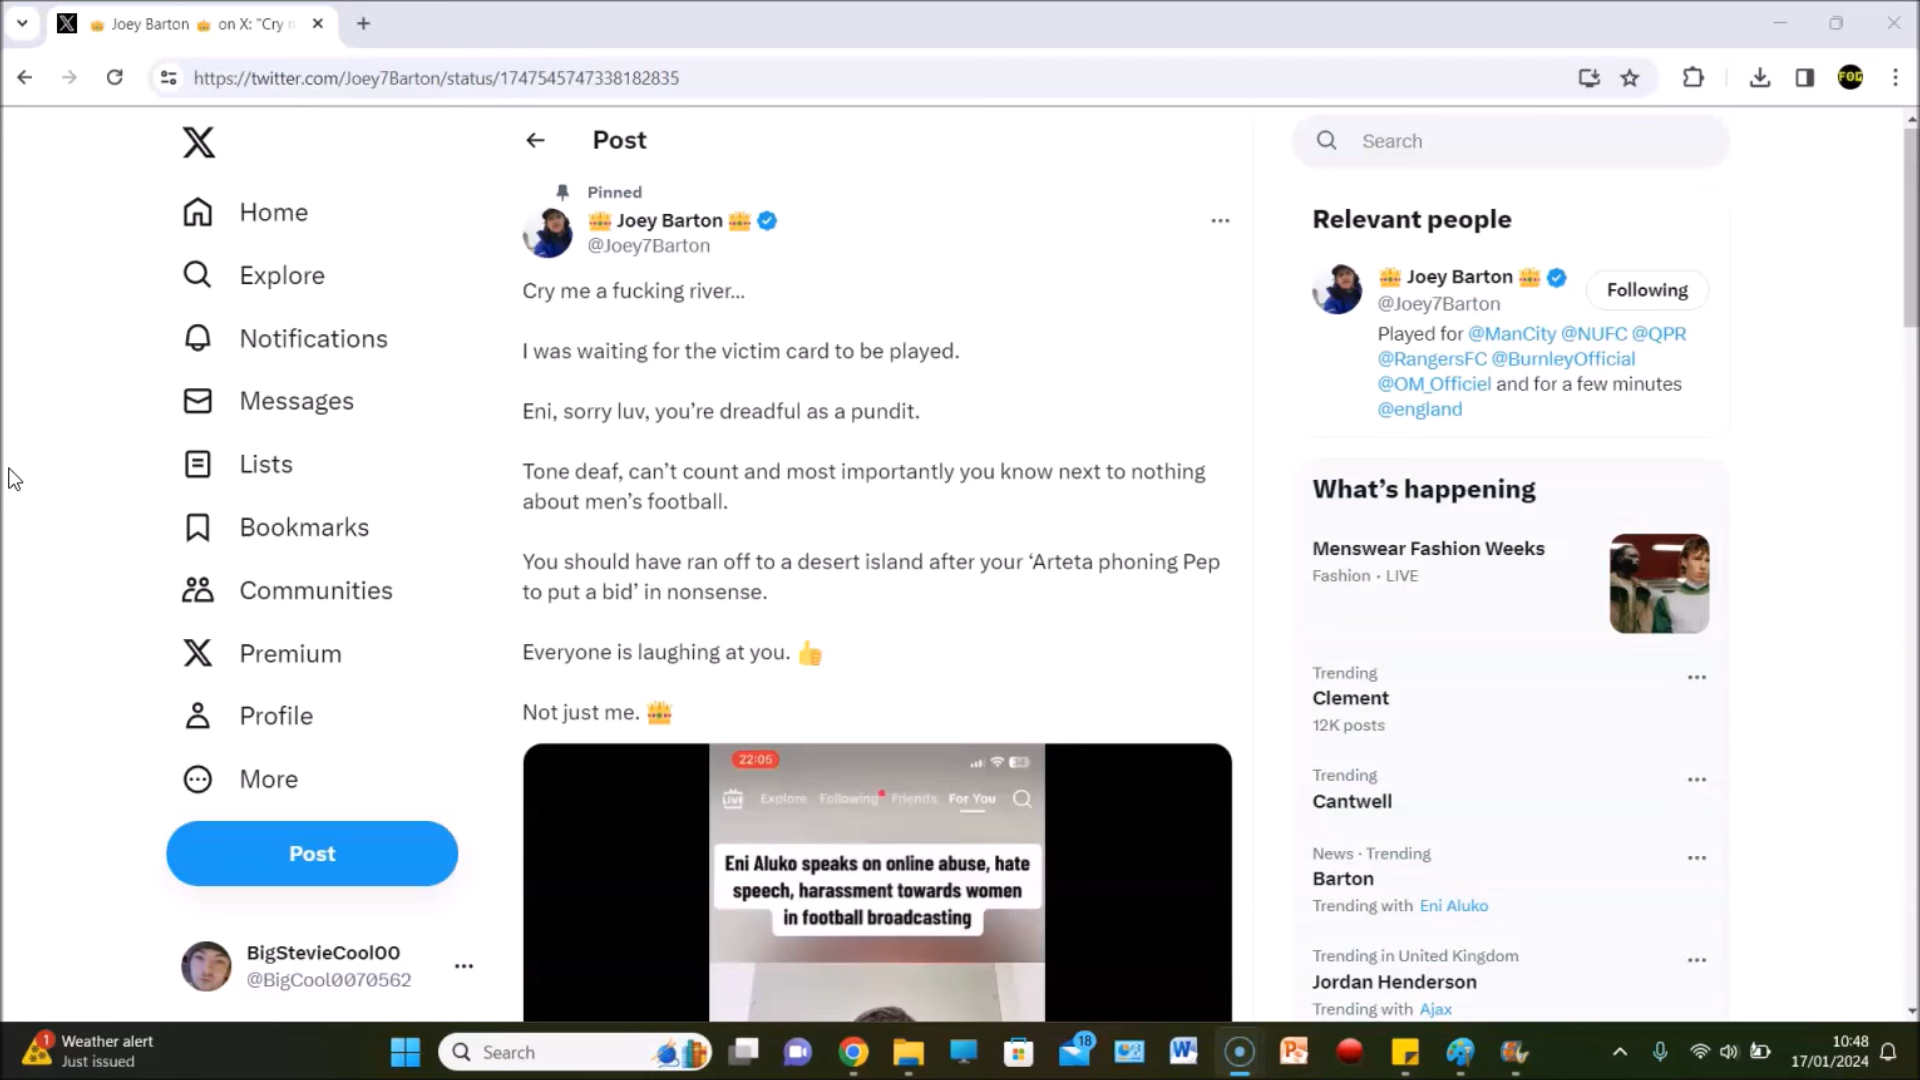 Joey Barton on X: "Cry
https://twitter.com/Joey7Barton/status/1747545747338182835
FOG
Post
Search
Pinned
Joey Barton
@Joey7Barton
Cry me a fucking river...
I was waiting for the victim card to be played.
Eni, sorry luv, you're dreadful as a pundit.
Tone deaf, can't count and most importantly you know next to nothing
about men's football.
You should have ran off to a desert island after your 'Arteta phoning Pep
to put a bid' in nonsense.
Everyone is laughing at you. 👍
Not just me. 👑
22:05
LIVE
Explore Following Friends For You
Eni Aluko speaks on online abuse, hate
speech, harassment towards women
in football broadcasting
Home
Explore
Notifications
Messages
Lists
Bookmarks
Communities
Premium
Profile
More
Post
BigStevieCool00
@BigCool0070562
Relevant people
Joey Barton
@Joey7Barton
Following
Played for @ManCity @NUFC @QPR
@RangersFC @BurnleyOfficial
@OM_Officiel and for a few minutes
@england
What's happening
Menswear Fashion Weeks
Fashion · LIVE
Trending
Clement
12K posts
Trending
Cantwell
News · Trending
Barton
Trending with Eni Aluko
Trending in United Kingdom
Jordan Henderson
Trending with Ajax
1
Weather alert
Just issued
Search
18
10:48
17/01/2024